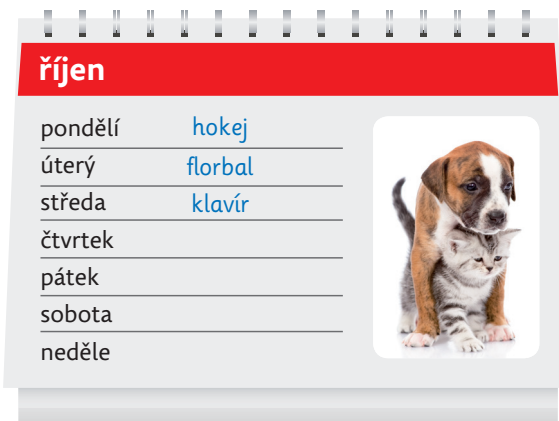 říjen
pondělí hokej
úterý florbal
středa klavír
čtvrtek
pátek
sobota
neděle